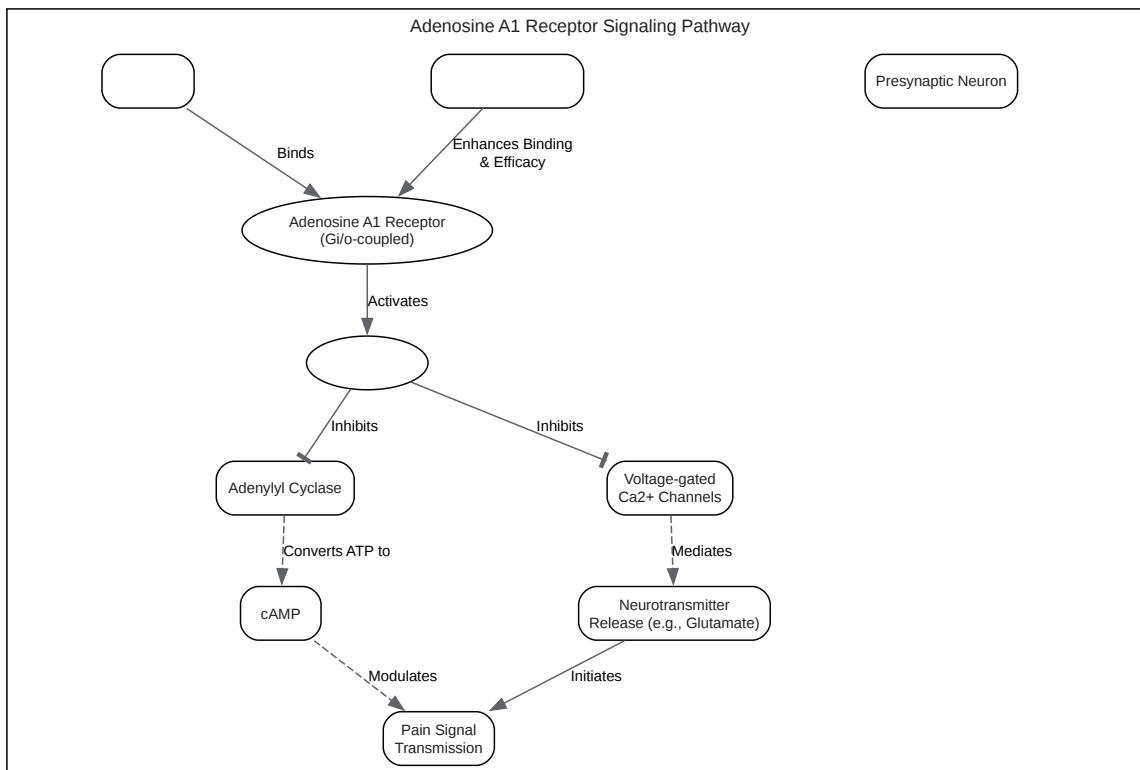 Adenosine A1 Receptor Signaling Pathway
Presynaptic Neuron
Binds
Enhances Binding
& Efficacy
Adenosine A1 Receptor
(Gi/o-coupled)
Activates
Inhibits
Inhibits
Adenylyl Cyclase
Voltage-gated
Ca2+ Channels
Converts ATP to
Mediates
cAMP
Neurotransmitter
Release (e.g., Glutamate)
Modulates
Initiates
Pain Signal
Transmission